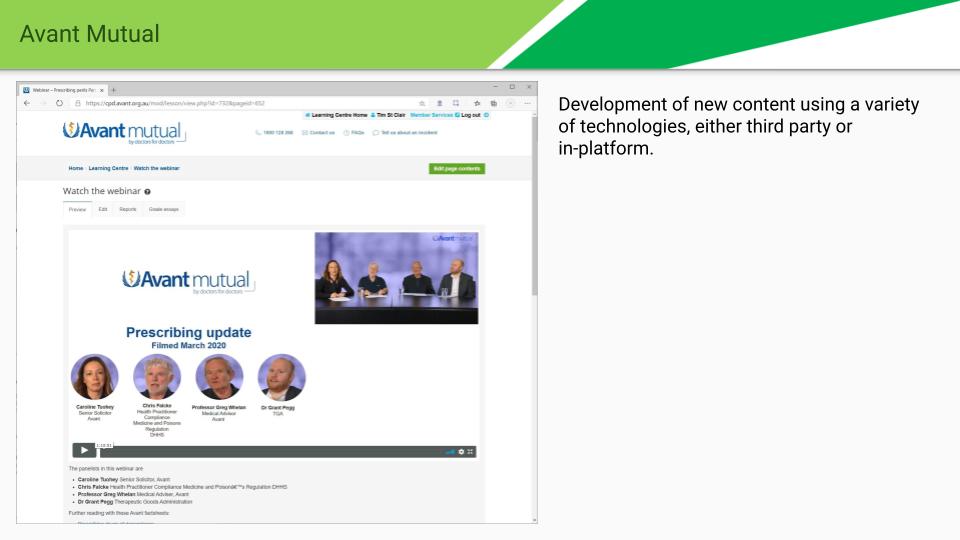 Avant Mutual
Development of new content using a variety
of technologies, either third party or
in-platform.
Webinar – Prescribing perils Par
https://cpd.avant.org.au/mod/lesson/view.php?id=732&pageid=652
Learning Centre Home Tim St Clair Member Services Log out
Avant mutual
by doctors for doctors
1800 128 268 Contact us FAQs Tell us about an incident
Home Learning Centre Watch the webinar
Edit page contents
Watch the webinar
Preview Edit Reports Grade essays
Avant mutual
Avant mutual
by doctors for doctors
Prescribing update
Filmed March 2020
Caroline Tuohey
Senior Solicitor
Avant
Chris Falcke
Health Practitioner
Compliance
Medicine and Poisons
Regulation
DHHS
Professor Greg Whelan
Medical Advisor
Avant
Dr Grant Pegg
TGA
The panelists in this webinar are
• Caroline Tuohey Senior Solicitor, Avant
• Chris Falcke Health Practitioner Compliance Medicine and Poisonâ€™s Regulation DHHS
• Professor Greg Whelan Medical Adviser, Avant
• Dr Grant Pegg Therapeutic Goods Administration
Further reading with these Avant factsheets: